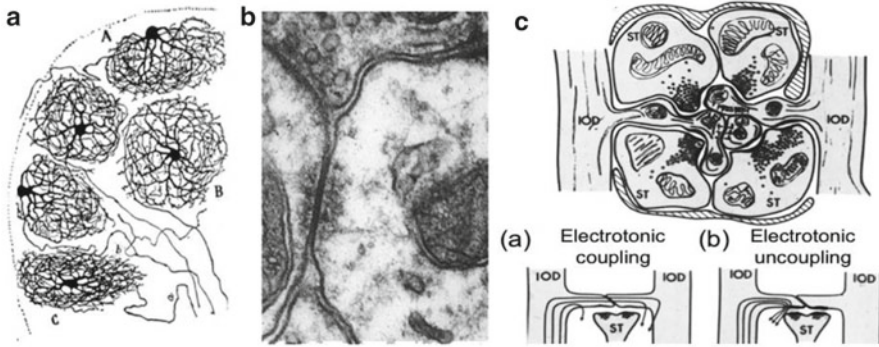 a
A
B
b
C
a
b
c
ST
ST
IOD
IOD
ST
ST
(a) Electrotonic coupling
IOD
IOD
ST
(b) Electrotonic uncoupling
IOD
IOD
ST